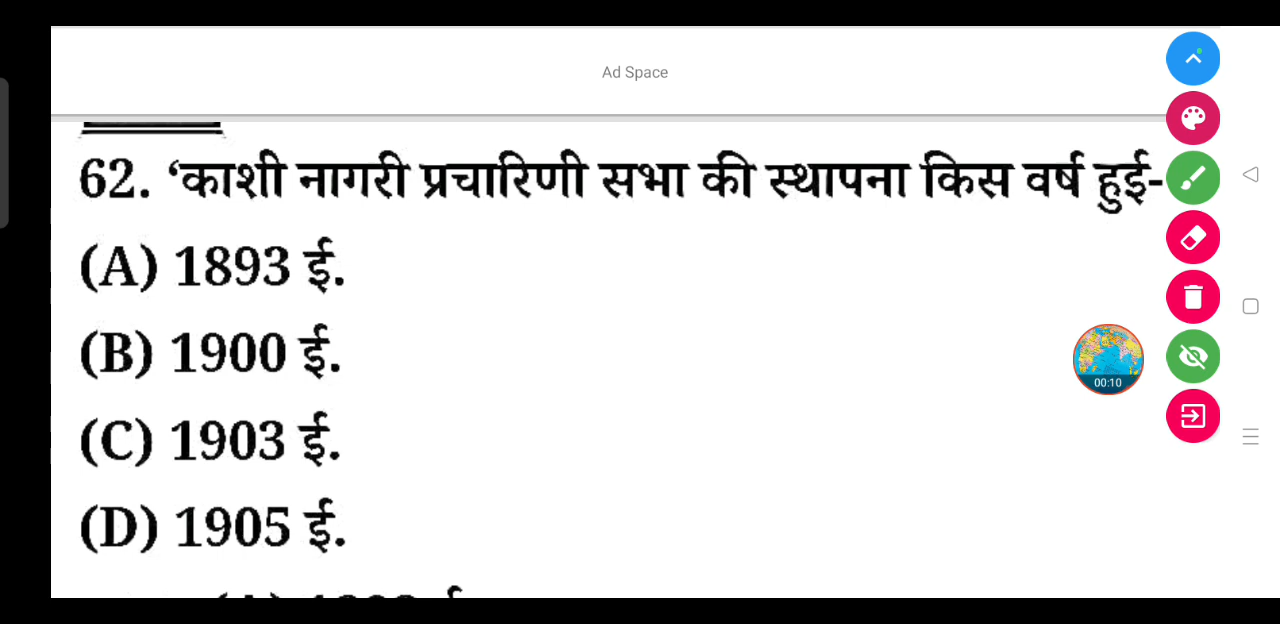 Ad Space
62. ‘काशी नागरी प्रचारिणी सभा की स्थापना किस वर्ष हुई-
(A) 1893 ई.
(B) 1900 ई.
(C) 1903 ई.
(D) 1905 ई.
00:10